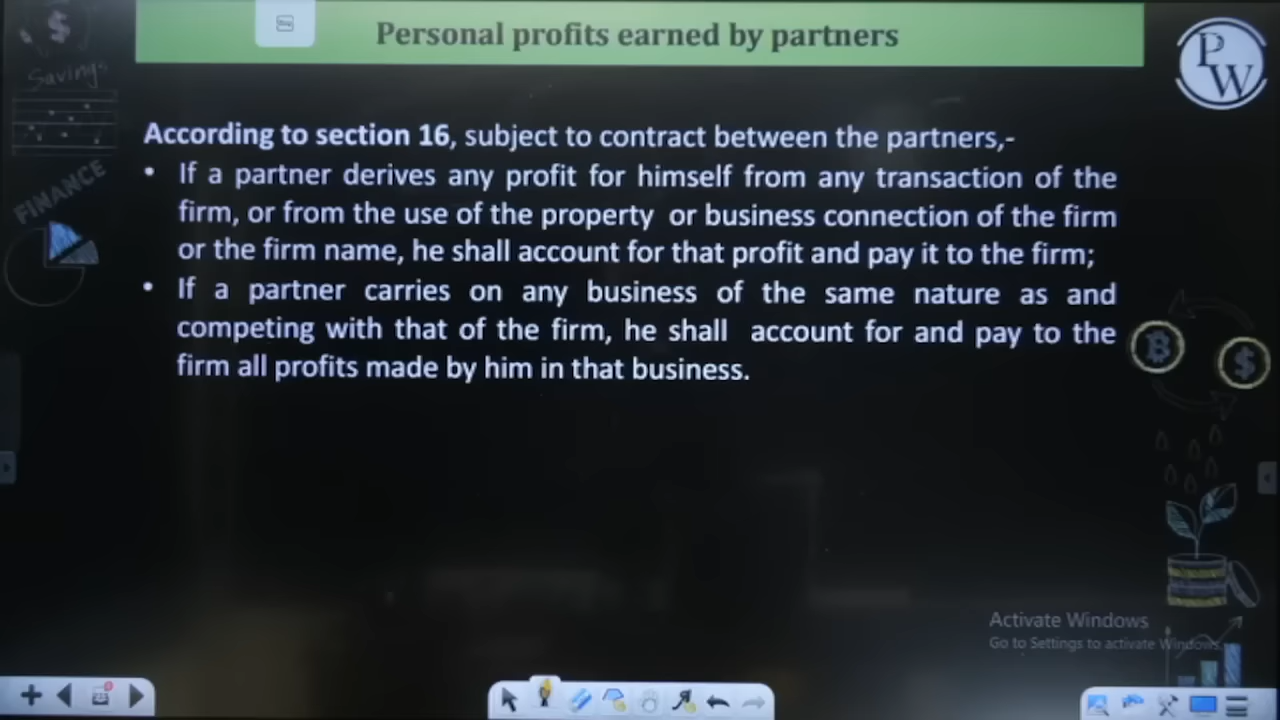 Personal profits earned by partners
PW
Savings
FINANCE
According to section 16, subject to contract between the partners,-
• If a partner derives any profit for himself from any transaction of the
firm, or from the use of the property or business connection of the firm
or the firm name, he shall account for that profit and pay it to the firm;
• If a partner carries on any business of the same nature as and
competing with that of the firm, he shall account for and pay to the
firm all profits made by him in that business.
Activate Windows
Go to Settings to activate Windows.